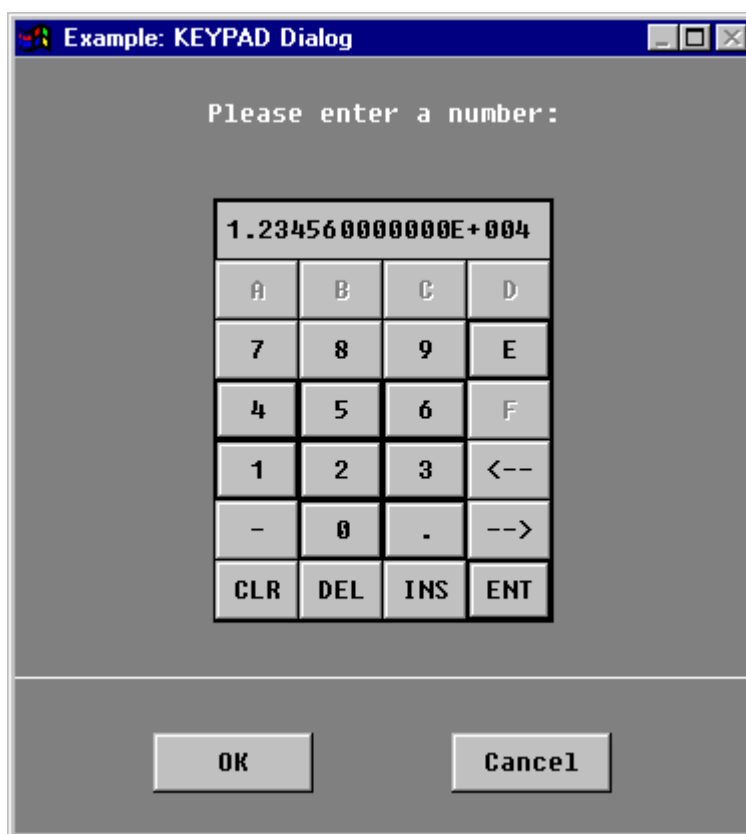 Example: KEYPAD Dialog
Please enter a number:
1.234560000000E+004
A B C D
7 8 9 E
4 5 6 F
1 2 3 <--
- 0 . -->
CLR DEL INS ENT
OK Cancel